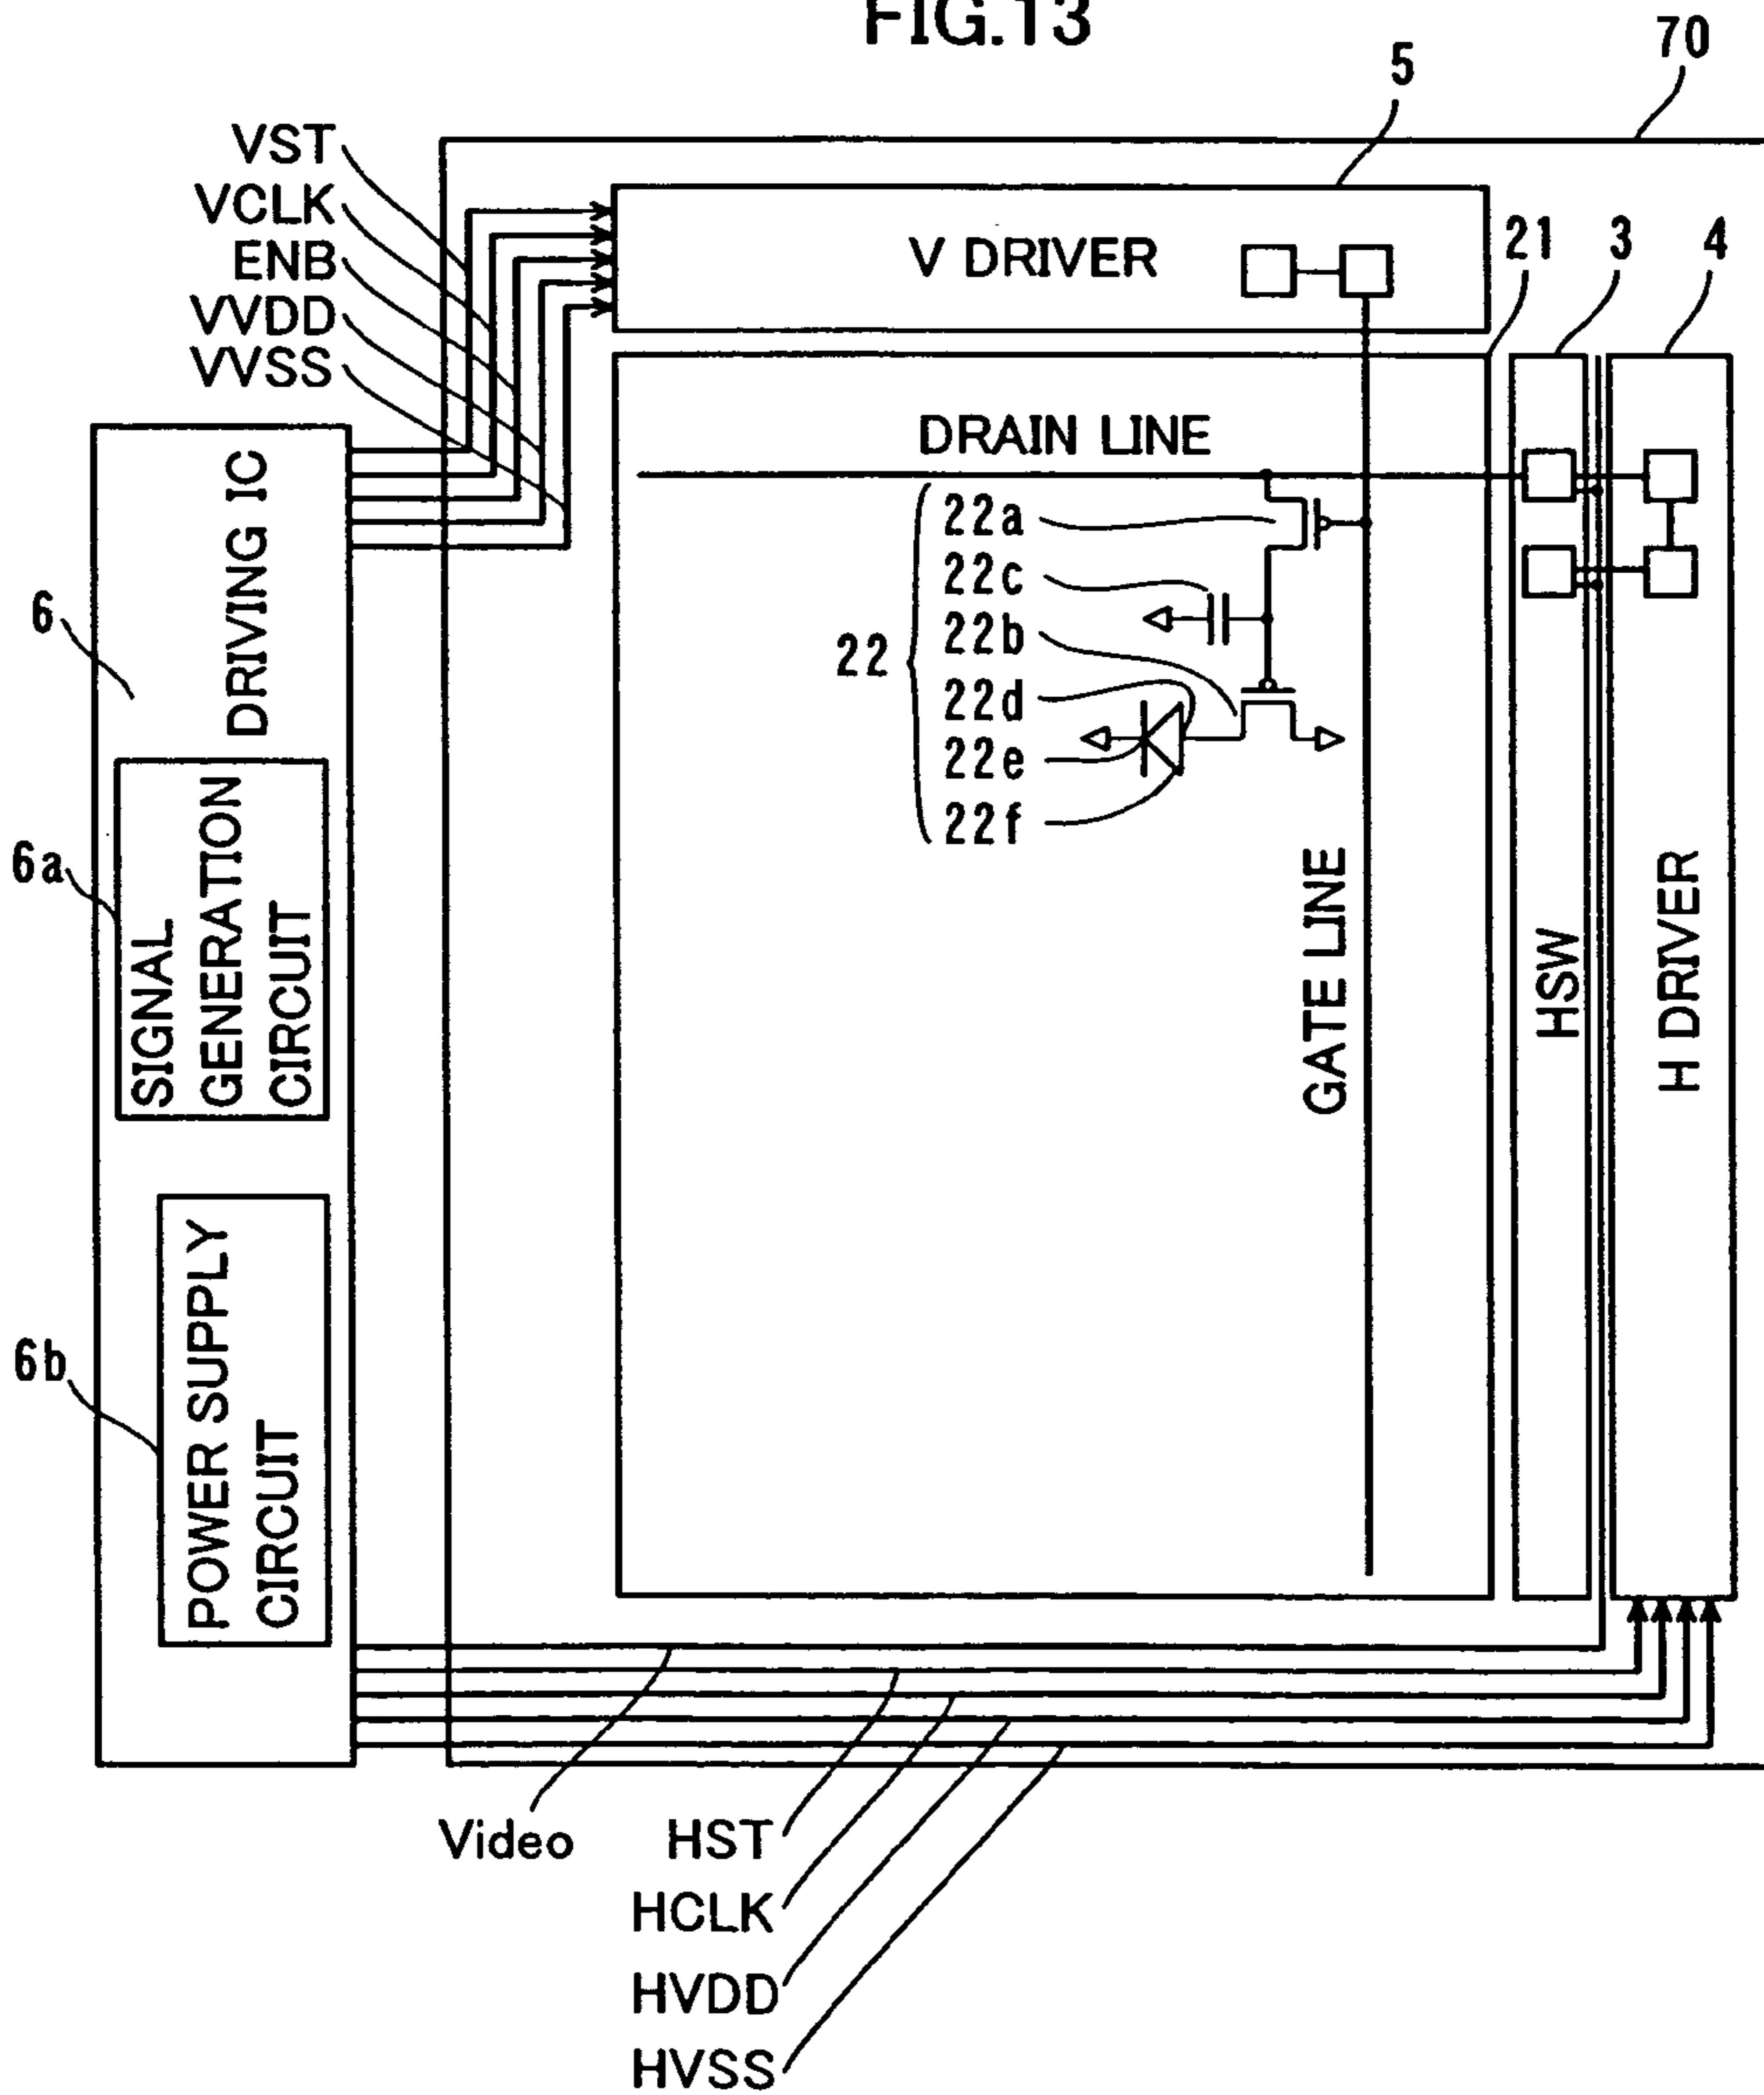 FIG.13
70
5
VST
VCLK
ENB
VVDD
VVSS
V DRIVER
21
3
4
DRAIN LINE
22a
22c
22b
22d
22e
22f
22
GATE LINE
HSW
H DRIVER
6
DRIVING IC
6a
SIGNAL
GENERATION
CIRCUIT
6b
POWER SUPPLY
CIRCUIT
Video
HST
HCLK
HVDD
HVSS